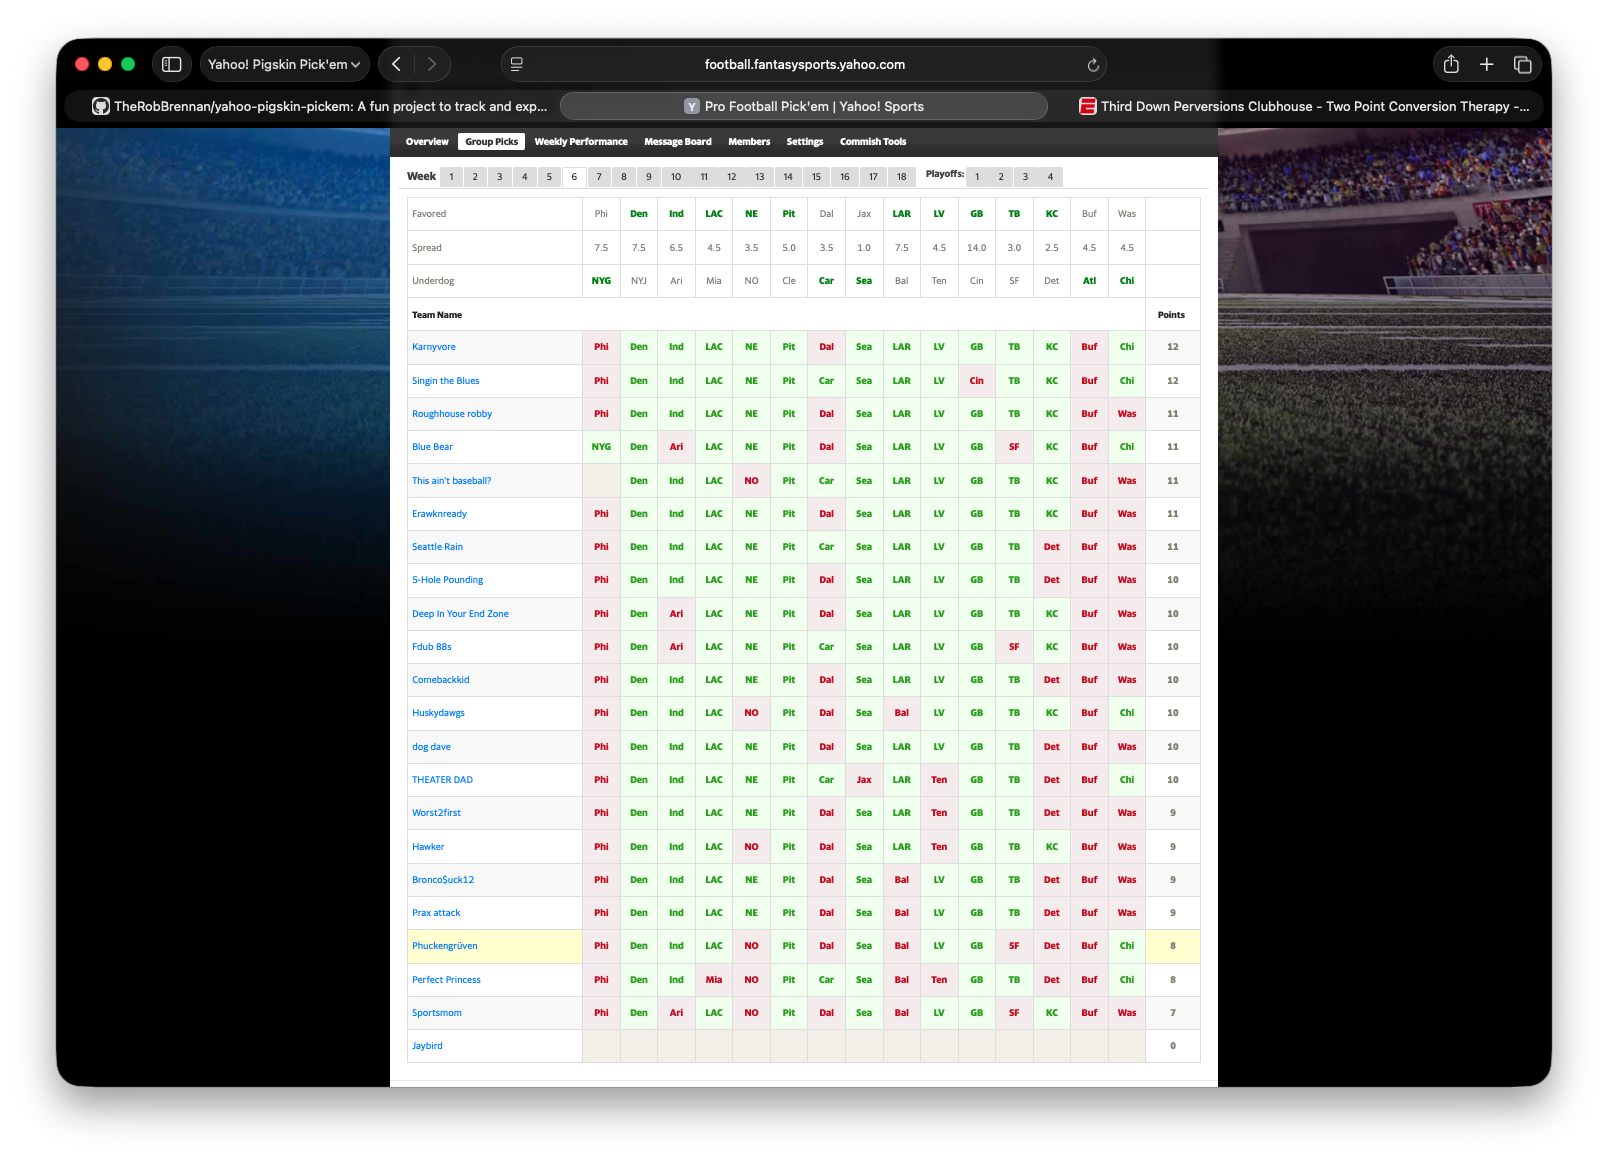 Yahoo! Pigskin Pick'em
football.fantasysports.yahoo.com
TheRobBrennan/yahoo-pigskin-pickem: A fun project to track and exp...
Y Pro Football Pick'em | Yahoo! Sports
Third Down Perversions Clubhouse - Two Point Conversion Therapy -...
Overview Group Picks Weekly Performance Message Board Members Settings Commish Tools
Week 1 2 3 4 5 6 7 8 9 10 11 12 13 14 15 16 17 18 Playoffs: 1 2 3 4
Favored Phi Den Ind LAC NE Pit Dal Jax LAR LV GB TB KC Buf Was
Spread 7.5 7.5 6.5 4.5 3.5 5.0 3.5 1.0 7.5 4.5 14.0 3.0 2.5 4.5 4.5
Underdog NYG NYJ Ari Mia NO Cle Car Sea Bal Ten Cin SF Det Atl Chi
Team Name Points
Karnyvore Phi Den Ind LAC NE Pit Dal Sea LAR LV GB TB KC Buf Chi 12
Singin the Blues Phi Den Ind LAC NE Pit Car Sea LAR LV Cin TB KC Buf Chi 12
Roughhouse robby Phi Den Ind LAC NE Pit Dal Sea LAR LV GB TB KC Buf Was 11
Blue Bear NYG Den Ari LAC NE Pit Dal Sea LAR LV GB SF KC Buf Chi 11
This ain't baseball? Den Ind LAC NO Pit Car Sea LAR LV GB TB KC Buf Was 11
Erawknready Phi Den Ind LAC NE Pit Dal Sea LAR LV GB TB KC Buf Was 11
Seattle Rain Phi Den Ind LAC NE Pit Car Sea LAR LV GB TB Det Buf Was 11
5-Hole Pounding Phi Den Ind LAC NE Pit Dal Sea LAR LV GB TB Det Buf Was 10
Deep In Your End Zone Phi Den Ari LAC NE Pit Dal Sea LAR LV GB TB KC Buf Was 10
Fdub 88s Phi Den Ari LAC NE Pit Car Sea LAR LV GB SF KC Buf Was 10
Comebackkid Phi Den Ind LAC NE Pit Dal Sea LAR LV GB TB Det Buf Was 10
Huskydawgs Phi Den Ind LAC NO Pit Dal Sea Bal LV GB TB KC Buf Chi 10
dog dave Phi Den Ind LAC NE Pit Dal Sea LAR LV GB TB Det Buf Was 10
THEATER DAD Phi Den Ind LAC NE Pit Car Jax LAR Ten GB TB Det Buf Chi 10
Worst2first Phi Den Ind LAC NE Pit Dal Sea LAR Ten GB TB Det Buf Was 9
Hawker Phi Den Ind LAC NO Pit Dal Sea LAR Ten GB TB KC Buf Was 9
Bronco$uck12 Phi Den Ind LAC NE Pit Dal Sea Bal LV GB TB Det Buf Was 9
Prax attack Phi Den Ind LAC NE Pit Dal Sea Bal LV GB TB Det Buf Was 9
Phuckengrüven Phi Den Ind LAC NO Pit Dal Sea Bal LV GB SF Det Buf Chi 8
Perfect Princess Phi Den Ind Mia NO Pit Car Sea Bal Ten GB TB Det Buf Chi 8
Sportsmom Phi Den Ari LAC NO Pit Dal Sea Bal LV GB SF KC Buf Was 7
Jaybird 0